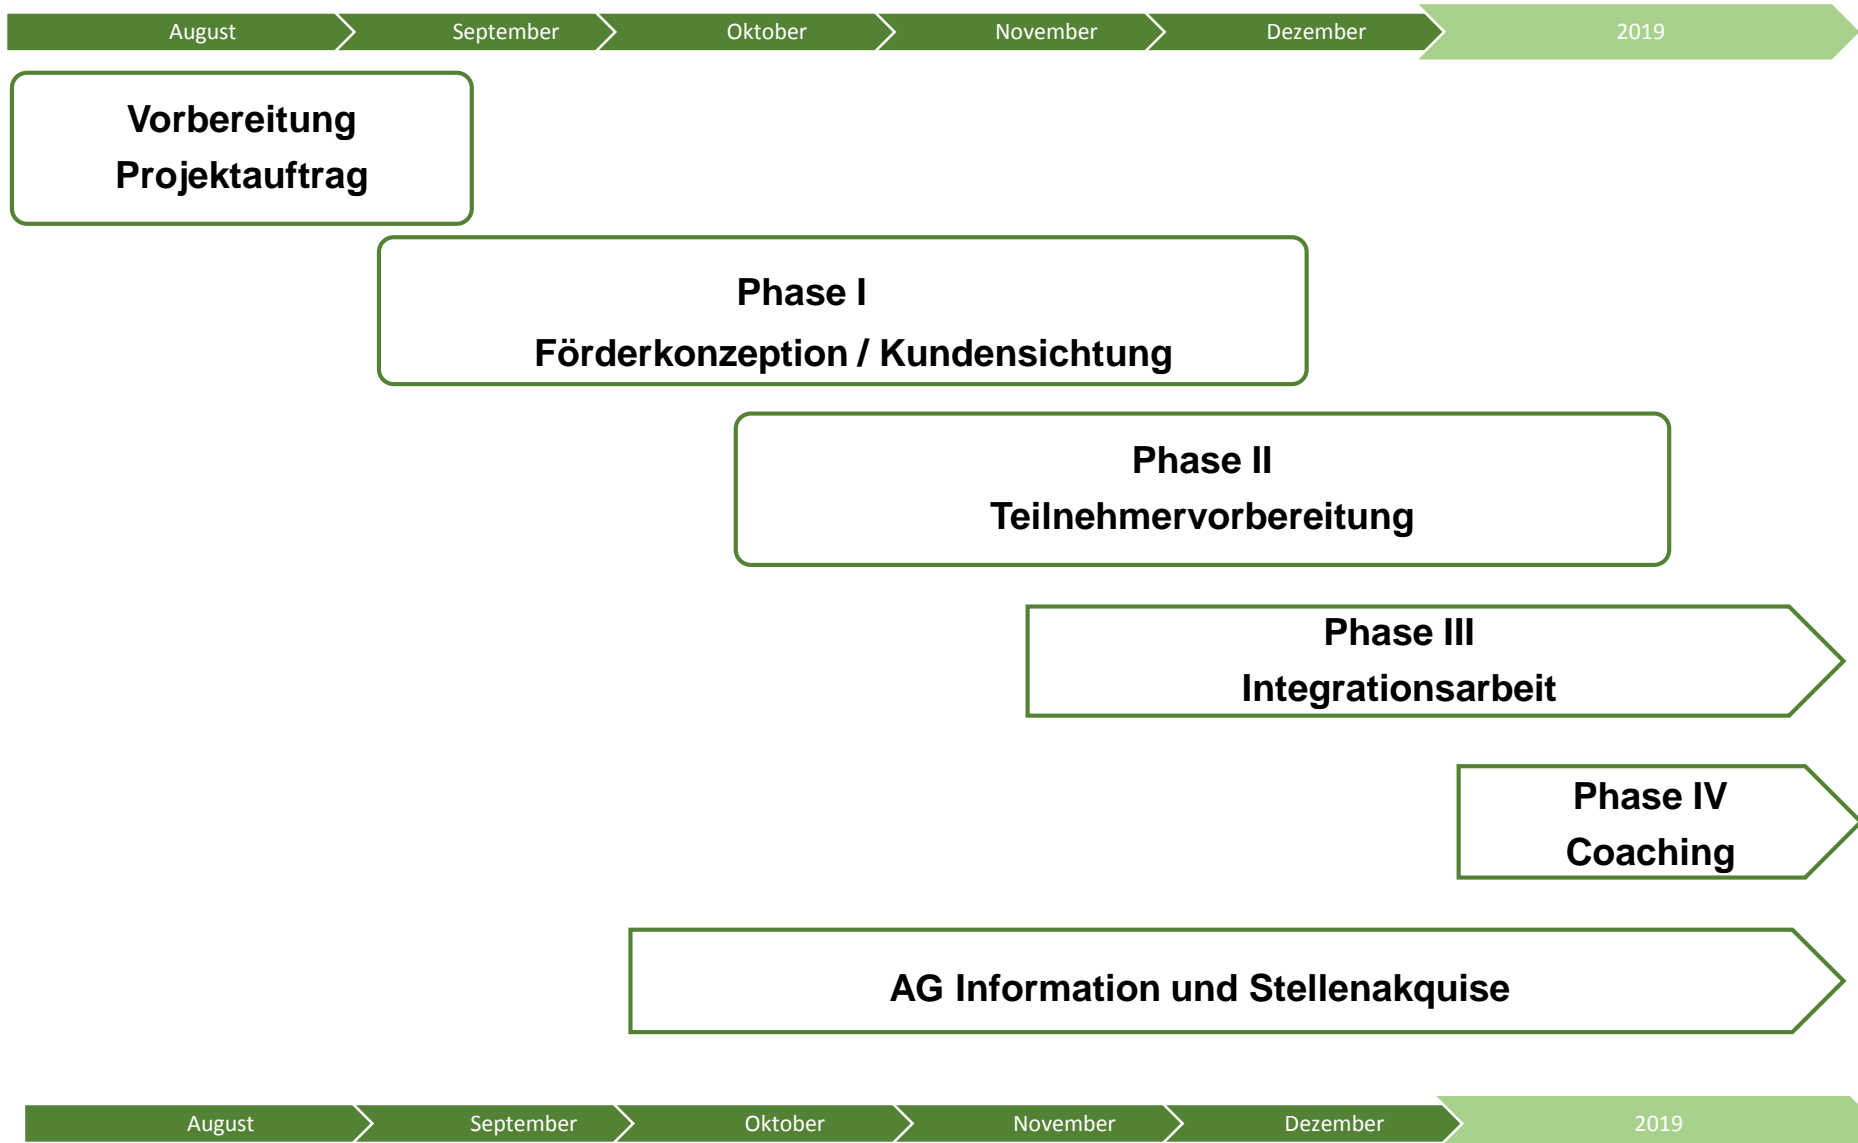 August September Oktober November Dezember 2019
Vorbereitung
Projektauftrag
Phase I
Förderkonzeption / Kundensichtung
Phase II
Teilnehmervorbereitung
Phase III
Integrationsarbeit
Phase IV
Coaching
AG Information und Stellenakquise
August September Oktober November Dezember 2019